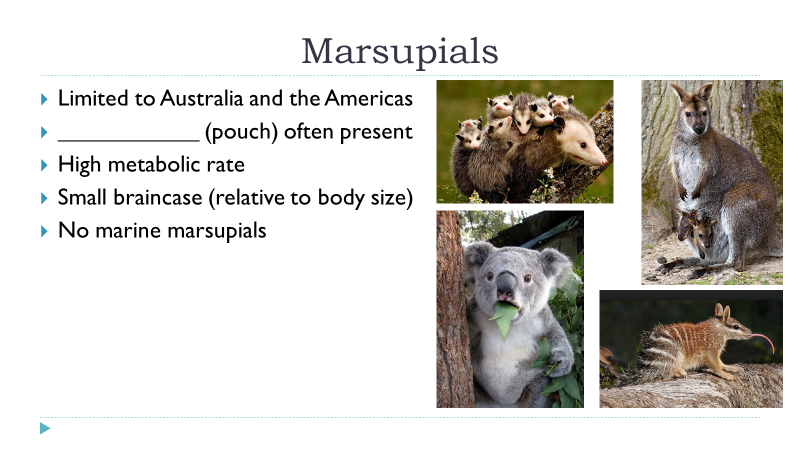 Marsupials
Limited to Australia and the Americas
____________ (pouch) often present
High metabolic rate
Small braincase (relative to body size)
No marine marsupials